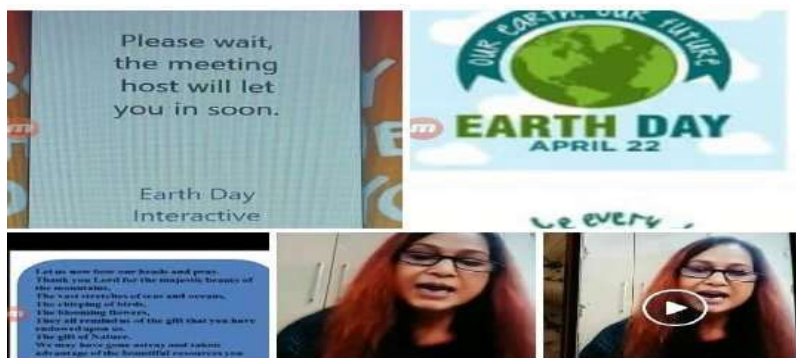 Please wait,
the meeting
host will let
you in soon.
Earth Day
Interactive
OUR EARTH, OUR FUTURE
EARTH DAY
APRIL 22
every
Let us now bow our heads and pray.
Thank you Lord for the majestic beauty of
the mountains,
The vast stretches of seas and oceans,
The chirping of birds,
The blooming flowers,
They all remind us of the gift that you have
endowed upon us.
The gift of Nature.
We may have gone astray and taken
advantage of the beautiful resources you